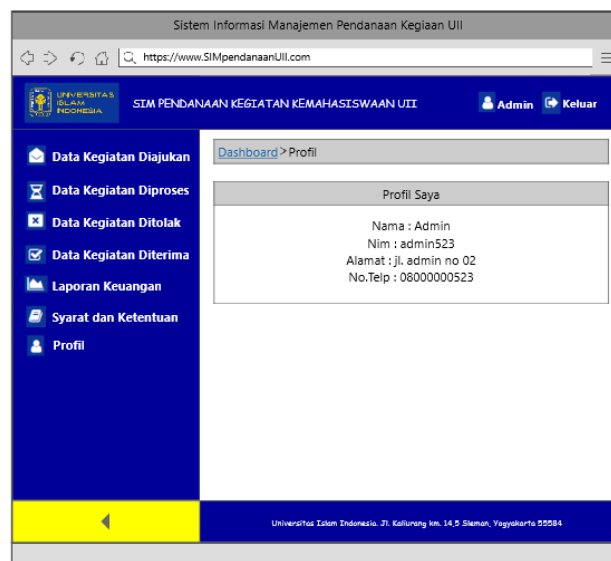 Sistem Informasi Manajemen Pendanaan Kegiaan UII
https://www.SIMpendanaanUII.com
UNIVERSITAS
ISLAM
INDONESIA
SIM PENDANAAN KEGIATAN KEMAHASISWAAN UII
Admin
Keluar
Data Kegiatan Diajukan
Data Kegiatan Diproses
Data Kegiatan Ditolak
Data Kegiatan Diterima
Laporan Keuangan
Syarat dan Ketentuan
Profil
Dashboard > Profil
Profil Saya
Nama : Admin
Nim : admin523
Alamat : jl. admin no 02
No.Telp : 08000000523
Universitas Islam Indonesia. Jl. Kaliurang km. 14,5 Sleman, Yogyakarta 55584